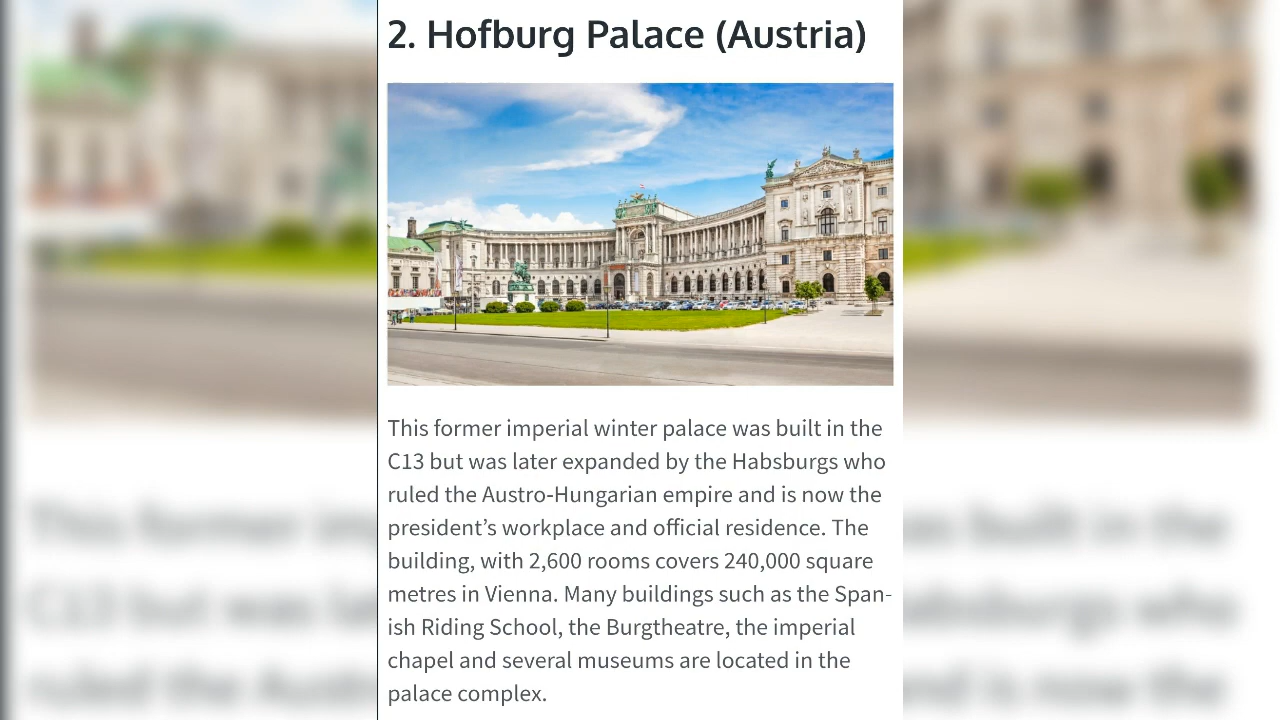 2. Hofburg Palace (Austria)
This former imperial winter palace was built in the
C13 but was later expanded by the Habsburgs who
ruled the Austro-Hungarian empire and is now the
president’s workplace and official residence. The
building, with 2,600 rooms covers 240,000 square
metres in Vienna. Many buildings such as the Span-
ish Riding School, the Burgtheatre, the imperial
chapel and several museums are located in the
palace complex.